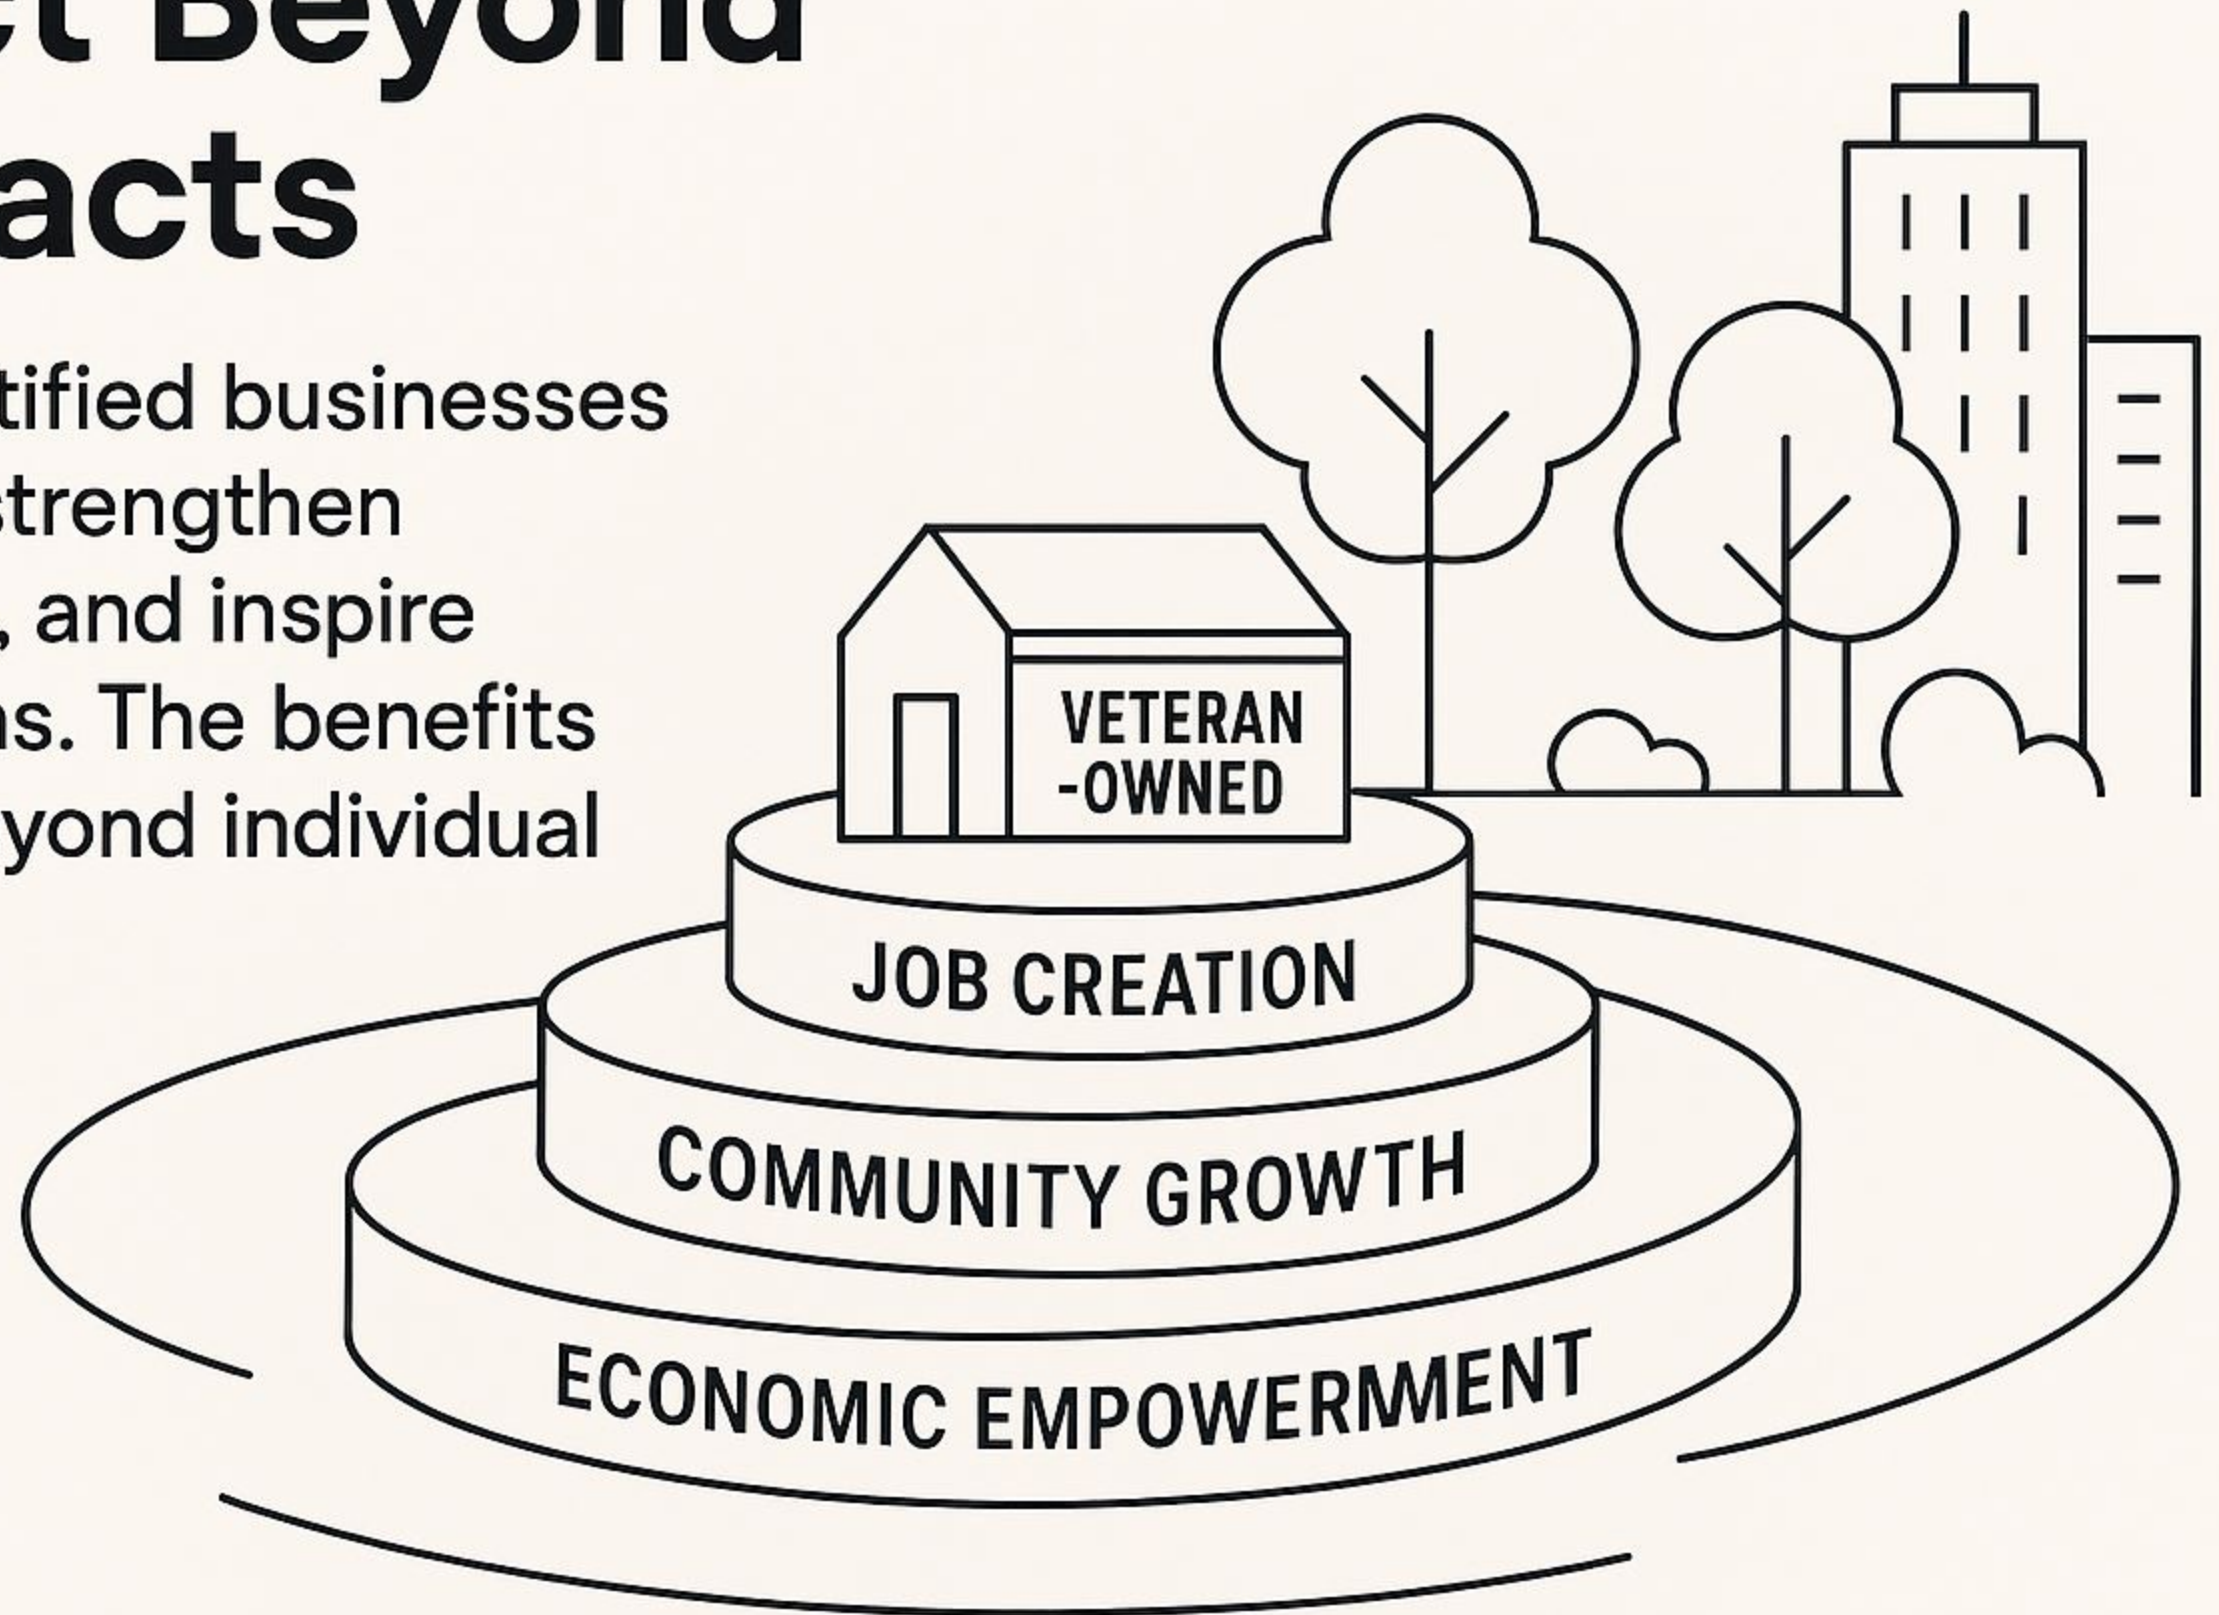 ct Beyond
acts
tified businesses
strengthen
, and inspire
ns. The benefits
yond individual
VETERAN
-OWNED
JOB CREATION
COMMUNITY GROWTH
ECONOMIC EMPOWERMMENT